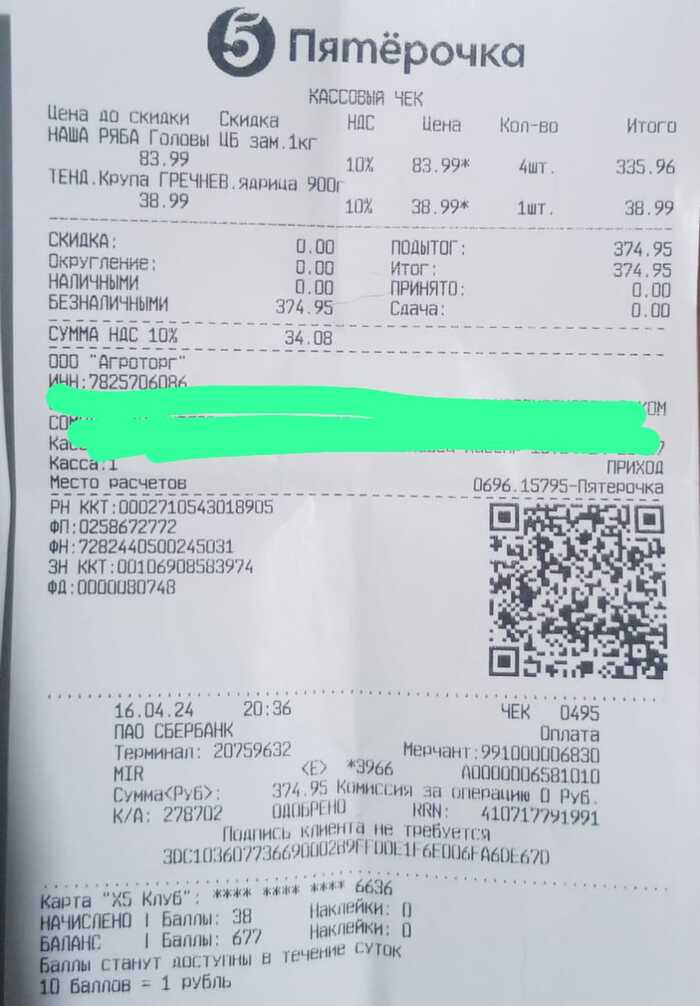 5 Пятёрочка
КАССОВЫЙ ЧЕК
Цена до скидки Скидка НДС Цена Кол-во Итого
НАША РЯБА Головы ЦБ зам.1кг
83.99 10% 83.99* 4шт. 335.96
ТЕНД.Крупа ГРЕЧНЕВ.ядрица 900г
38.99 10% 38.99* 1шт. 38.99
СКИДКА: 0.00 ПОДЫТОГ: 374.95
Округление: 0.00 Итог: 374.95
НАЛИЧНЫМИ 0.00 ПРИНЯТО: 0.00
БЕЗНАЛИЧНЫМИ 374.95 Сдача: 0.00
СУММА НДС 10% 34.08
ООО "Агроторг"
ИНН:7825706086
Касса:1 ПРИХОД
Место расчетов 0696.15795-Пятерочка
РН ККТ:0002710543018905
ФП:0258672772
ФН:7282440500245031
ЗН ККТ:00106908583974
ФД:0000080748
16.04.24 20:36 ЧЕК 0495
ПАО СБЕРБАНК Оплата
Терминал: 20759632 Мерчант:991000006830
MIR <E> *3966 A0000006581010
Сумма<Руб>: 374.95 Комиссия за операцию 0 Руб.
К/А: 278702 ОДОБРЕНО RRN: 410717791991
Подпись клиента не требуется
3DC10360773669000289FFD0E1F6E006FA6DE67D
Карта "X5 Клуб": **** **** **** 6636
НАЧИСЛЕНО | Баллы: 38 Наклейки: 0
БАЛАНС | Баллы: 677 Наклейки: 0
Баллы станут доступны в течение суток
10 баллов = 1 рубль